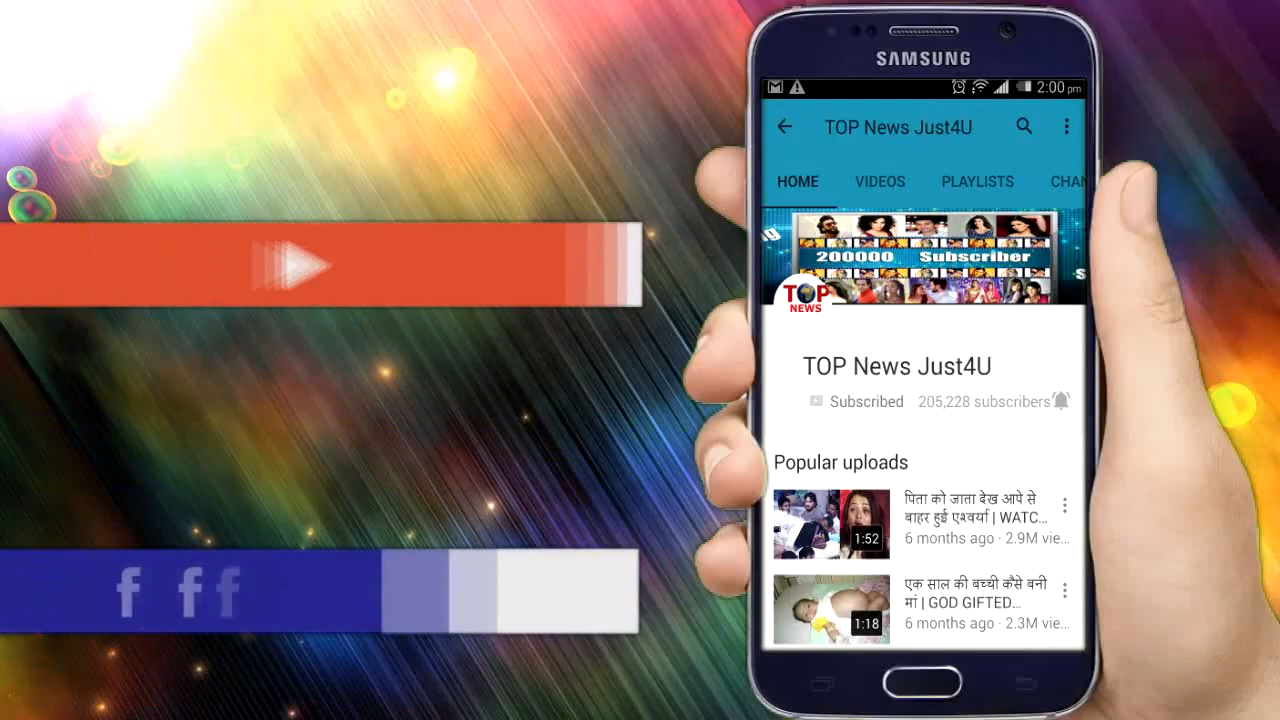 SAMSUNG
2:00 pm
TOP News Just4U
HOME VIDEOS PLAYLISTS CHAN
200000 Subscriber
TOP
NEWS
TOP News Just4U
Subscribed 205,228 subscribers
Popular uploads
पिता को जाता देख आपे से
बाहर हुई एश्वर्या | WATC...
6 months ago · 2.9M vie...
1:52
एक साल की बच्ची कैसे बनी
मां | GOD GIFTED...
6 months ago · 2.3M vie...
1:18
f f f